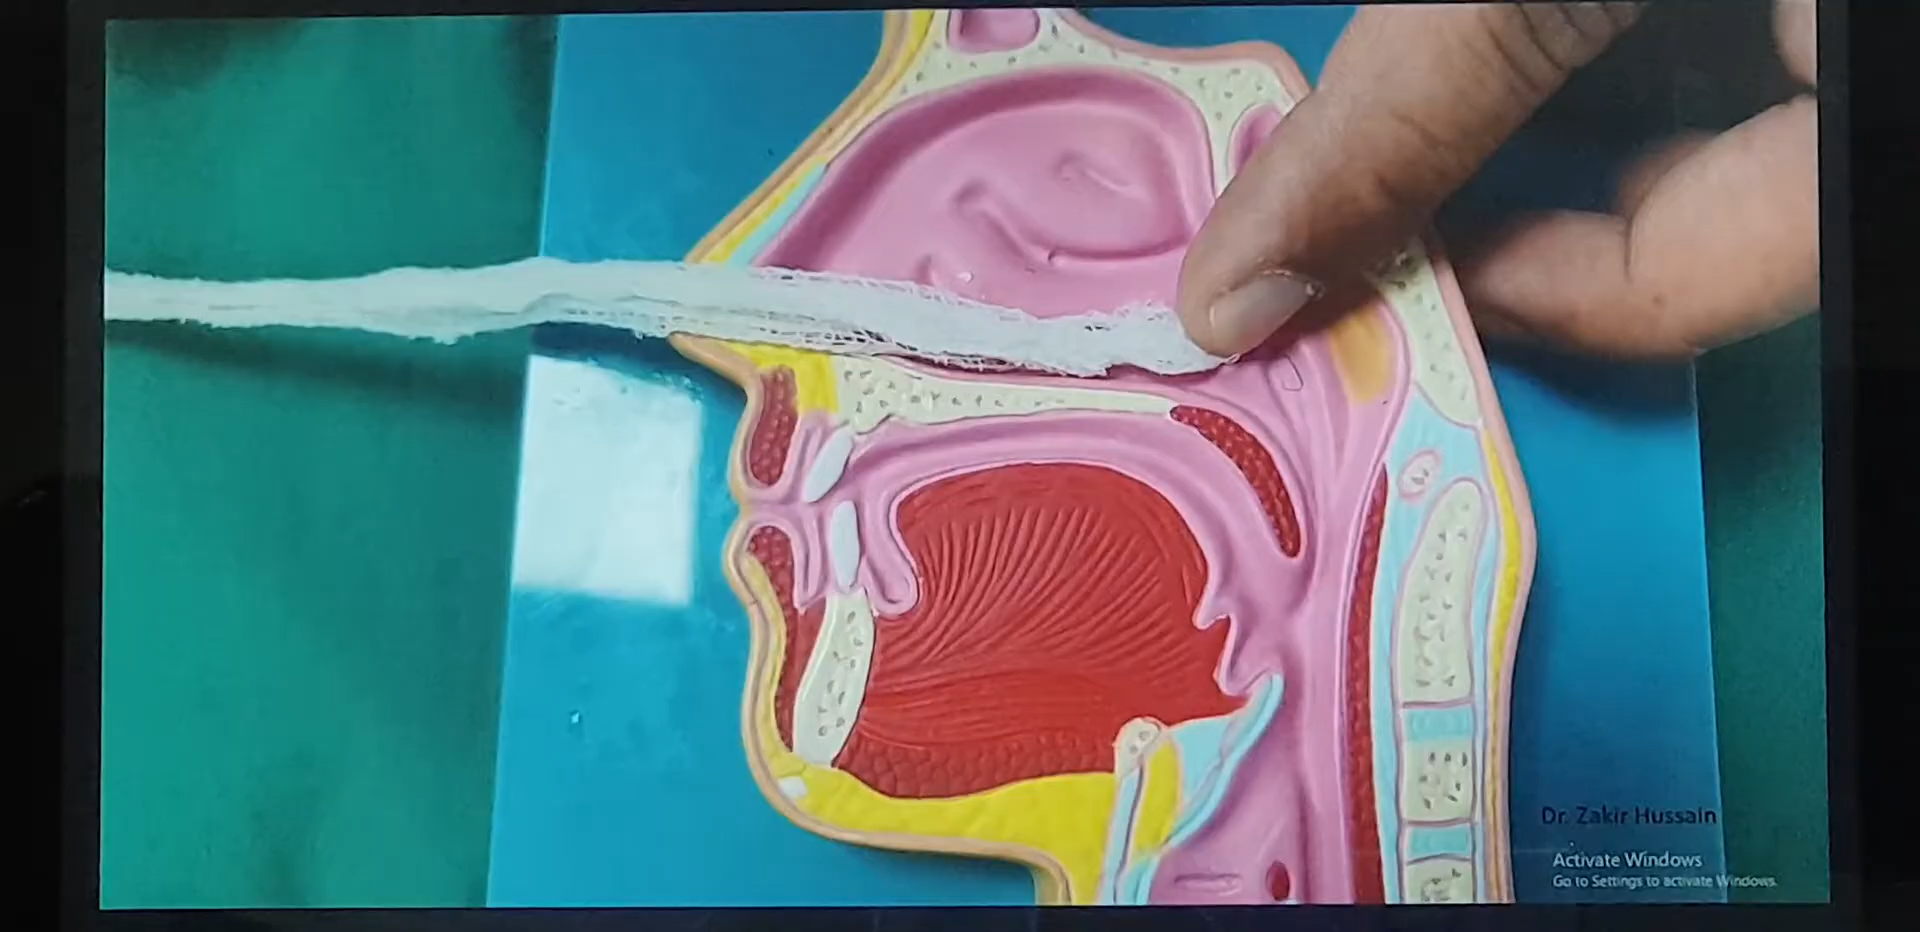 Dr. Zakir Hussain
Activate Windows
Go to Settings to activate Windows.